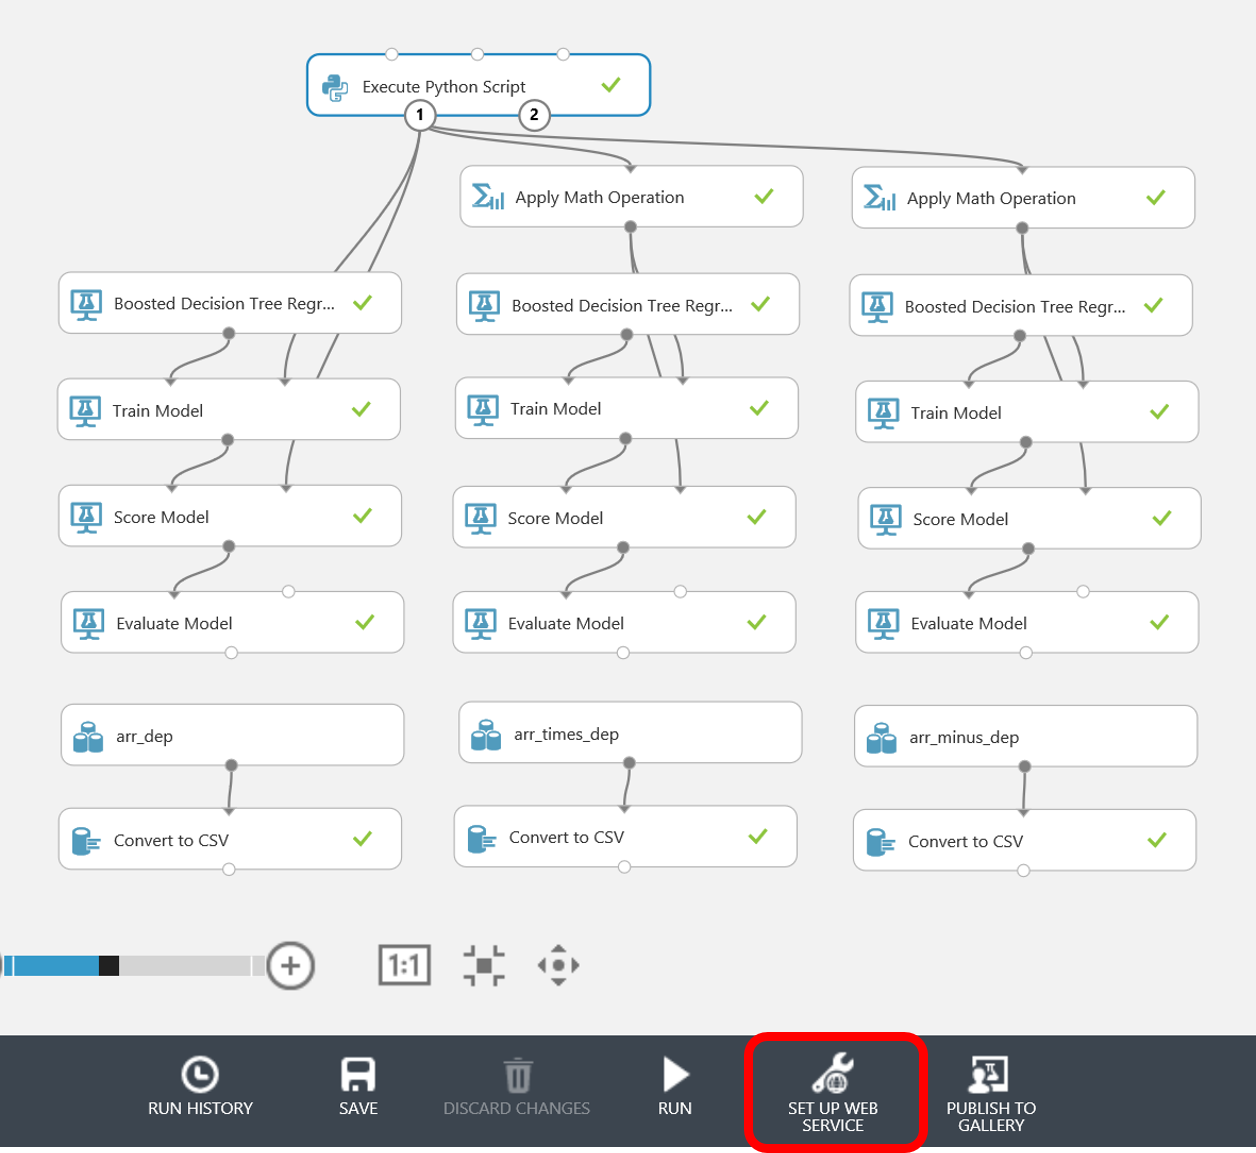 Execute Python Script
1
2
Apply Math Operation
Apply Math Operation
Boosted Decision Tree Regr...
Boosted Decision Tree Regr...
Boosted Decision Tree Regr...
Train Model
Train Model
Train Model
Score Model
Score Model
Score Model
Evaluate Model
Evaluate Model
Evaluate Model
arr_dep
arr_times_dep
arr_minus_dep
Convert to CSV
Convert to CSV
Convert to CSV
1:1
RUN HISTORY
SAVE
DISCARD CHANGES
RUN
SET UP WEB
SERVICE
PUBLISH TO
GALLERY